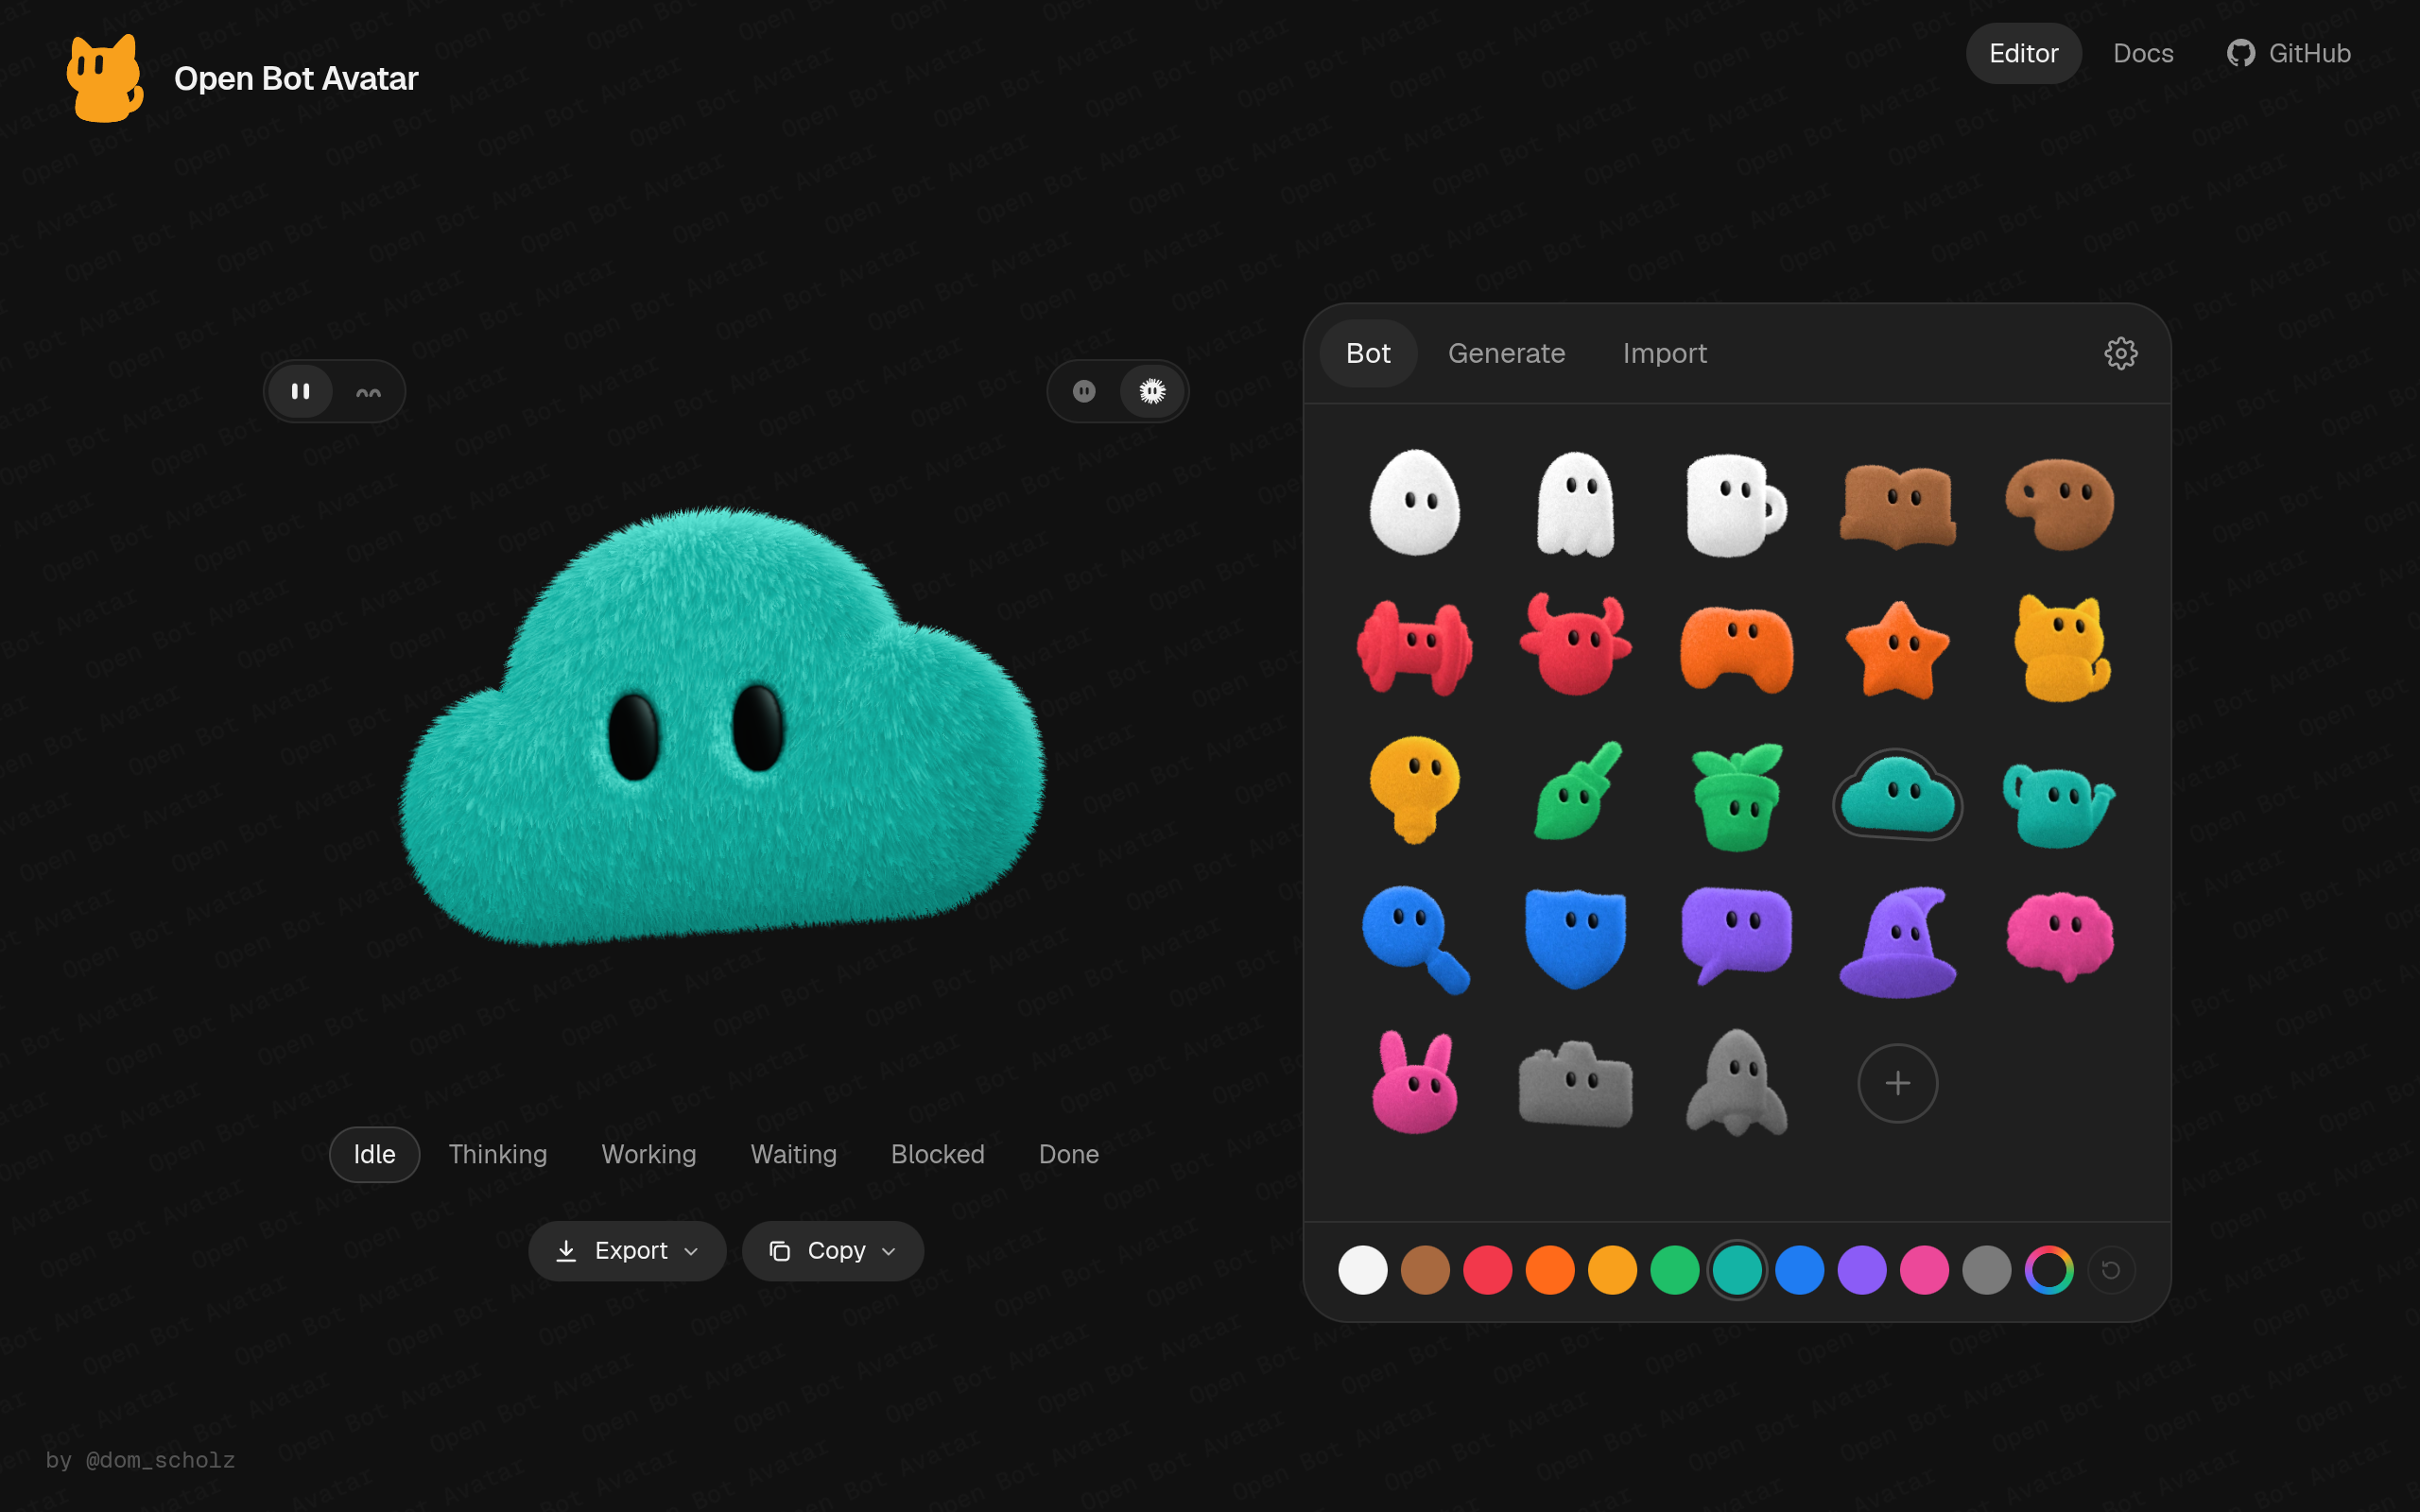 Open Bot Avatar
Editor
Docs
GitHub
Bot
Generate
Import
Idle
Thinking
Working
Waiting
Blocked
Done
Export
Copy
by @dom_scholz